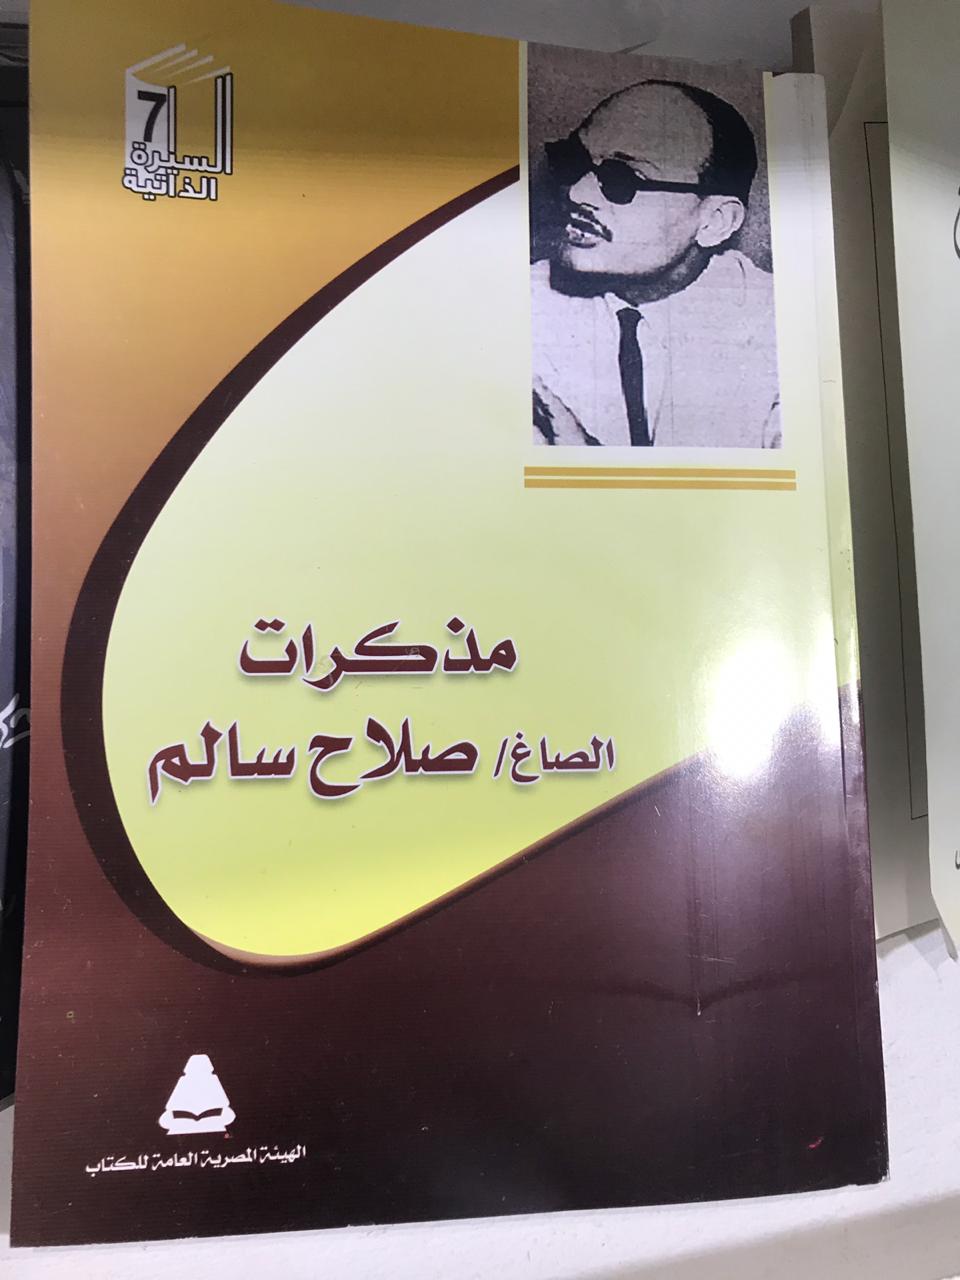 7
السيرة
الذاتية
مذكرات
الصاغ/ صلاح سالم
الهيئة المصرية العامة للكتاب